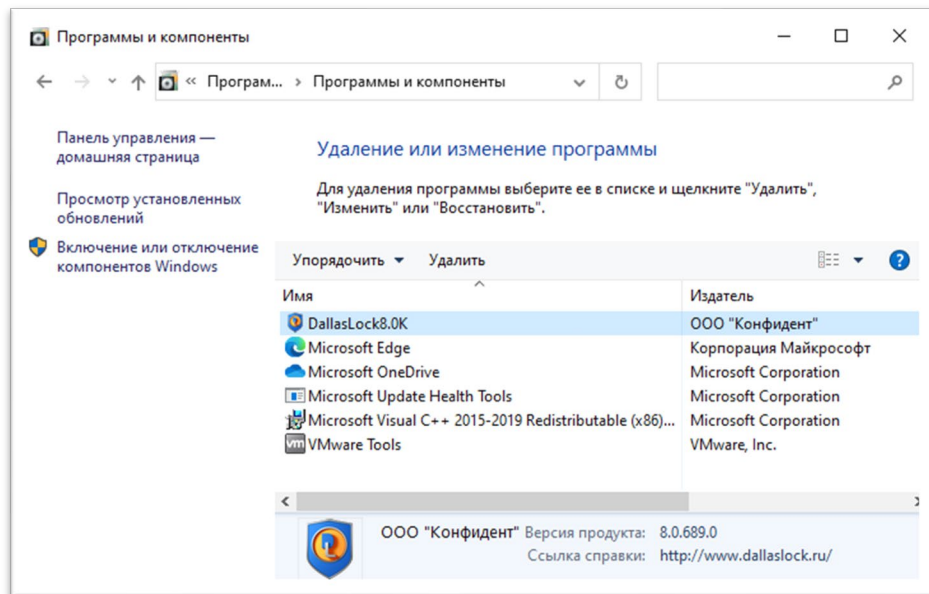 Программы и компоненты
« Програм... › Программы и компоненты
Панель управления —
домашняя страница
Просмотр установленных
обновлений
Включение или отключение
компонентов Windows
Удаление или изменение программы
Для удаления программы выберите ее в списке и щелкните "Удалить",
"Изменить" или "Восстановить".
Упорядочить Удалить
Имя Издатель
DallasLock8.0K ООО "Конфидент"
Microsoft Edge Корпорация Майкрософт
Microsoft OneDrive Microsoft Corporation
Microsoft Update Health Tools Microsoft Corporation
Microsoft Visual C++ 2015-2019 Redistributable (x86)... Microsoft Corporation
vm VMware Tools VMware, Inc.
ООО "Конфидент" Версия продукта: 8.0.689.0
Ссылка справки: http://www.dallaslock.ru/